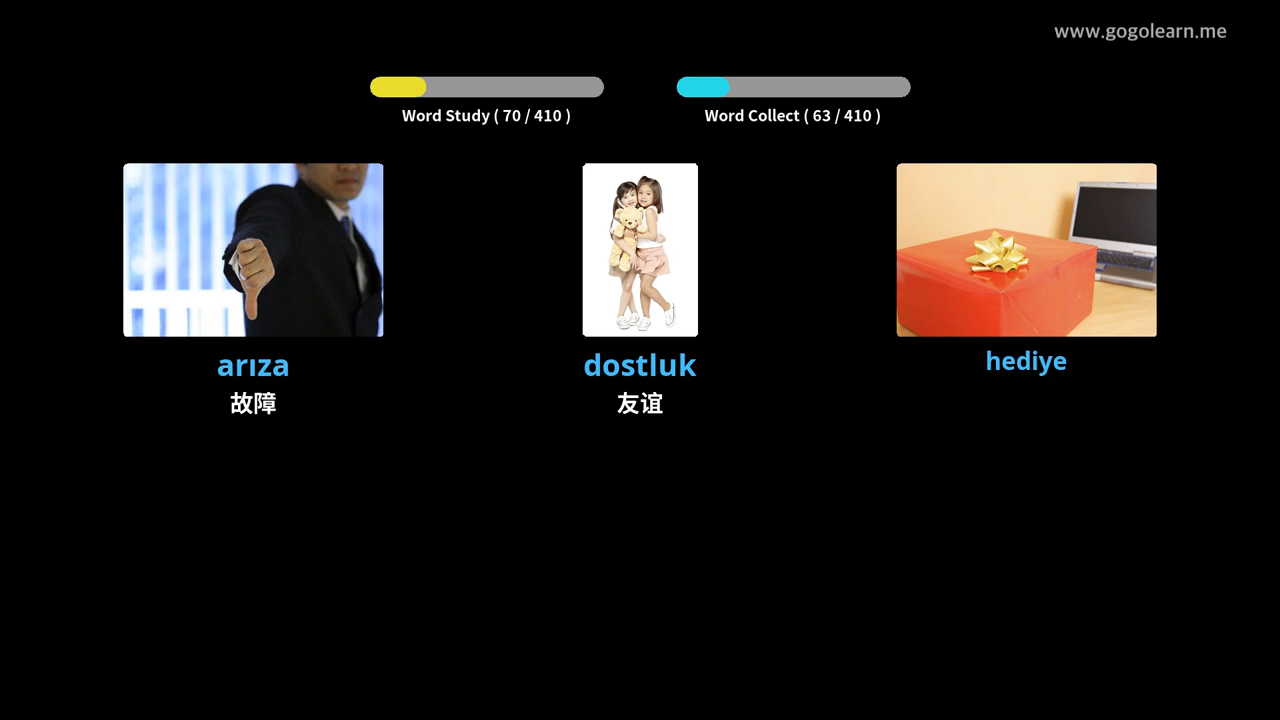 www.gogolearn.me
Word Study ( 70 / 410 )
Word Collect ( 63 / 410 )
arıza
故障
dostluk
友谊
hediye